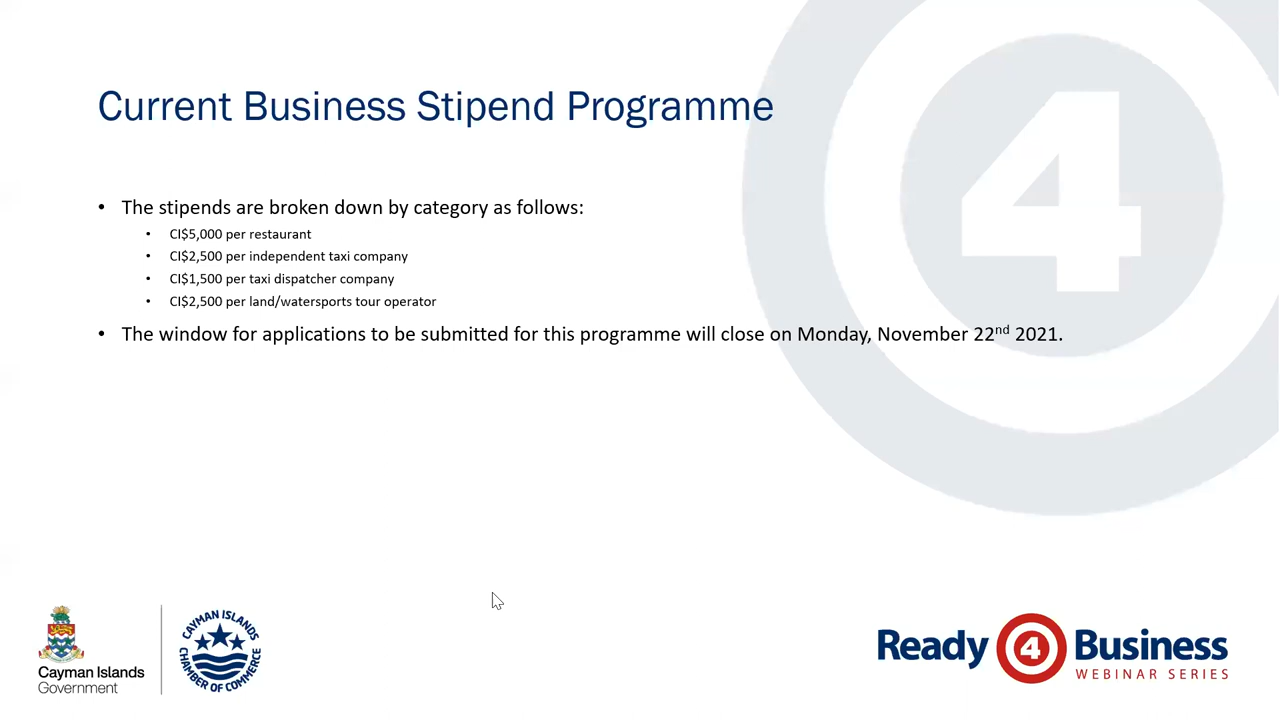 Current Business Stipend Programme
• The stipends are broken down by category as follows:
• CI$5,000 per restaurant
• CI$2,500 per independent taxi company
• CI$1,500 per taxi dispatcher company
• CI$2,500 per land/watersports tour operator
• The window for applications to be submitted for this programme will close on Monday, November 22nd 2021.
4
Cayman Islands
Government
CAYMAN ISLANDS
CHAMBER OF COMMERCE
Ready 4 Business
WEBINAR SERIES